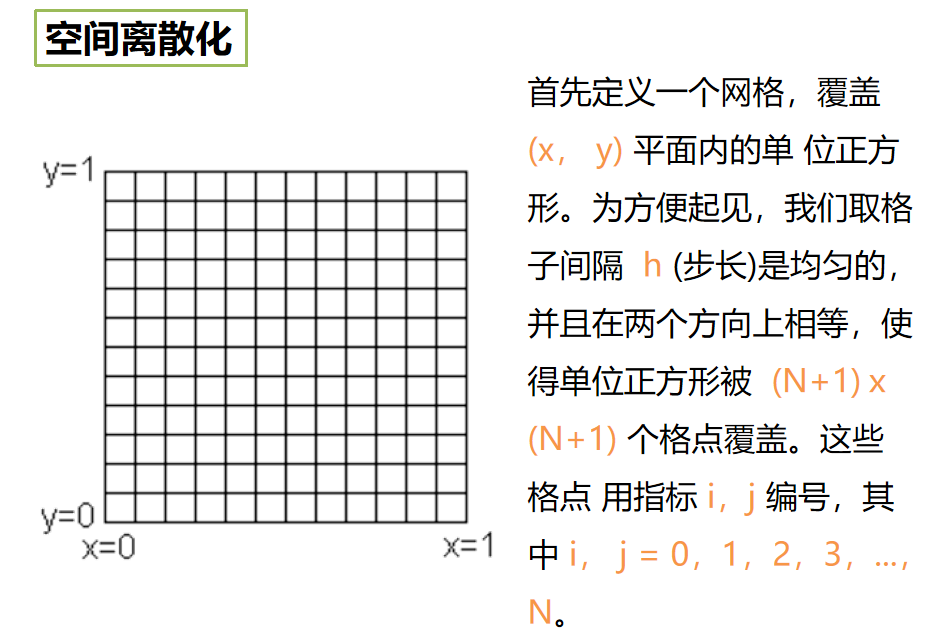 空间离散化
首先定义一个网格，覆盖
(x， y) 平面内的单 位正方
形。为方便起见，我们取格
子间隔 h (步长)是均匀的，
并且在两个方向上相等，使
得单位正方形被 (N+1) x
(N+1) 个格点覆盖。这些
格点 用指标 i，j 编号，其
中 i， j = 0，1，2，3，...，
N。
y=1
y=0
x=0
x=1